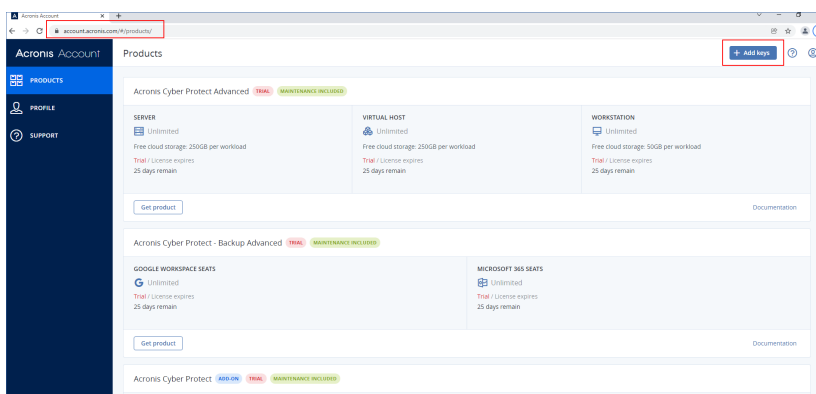 Acronis Account
account.acronis.com/#/products/
Acronis Account
Products
+ Add keys
PRODUCTS
PROFILE
SUPPORT
Acronis Cyber Protect Advanced TRIAL MAINTENANCE INCLUDED
SERVER
Unlimited
Free cloud storage: 250GB per workload
Trial / License expires
25 days remain
VIRTUAL HOST
Unlimited
Free cloud storage: 250GB per workload
Trial / License expires
25 days remain
WORKSTATION
Unlimited
Free cloud storage: 50GB per workload
Trial / License expires
25 days remain
Get product
Documentation
Acronis Cyber Protect - Backup Advanced TRIAL MAINTENANCE INCLUDED
GOOGLE WORKSPACE SEATS
Unlimited
Trial / License expires
25 days remain
MICROSOFT 365 SEATS
Unlimited
Trial / License expires
25 days remain
Get product
Documentation
Acronis Cyber Protect ADD-ON TRIAL MAINTENANCE INCLUDED